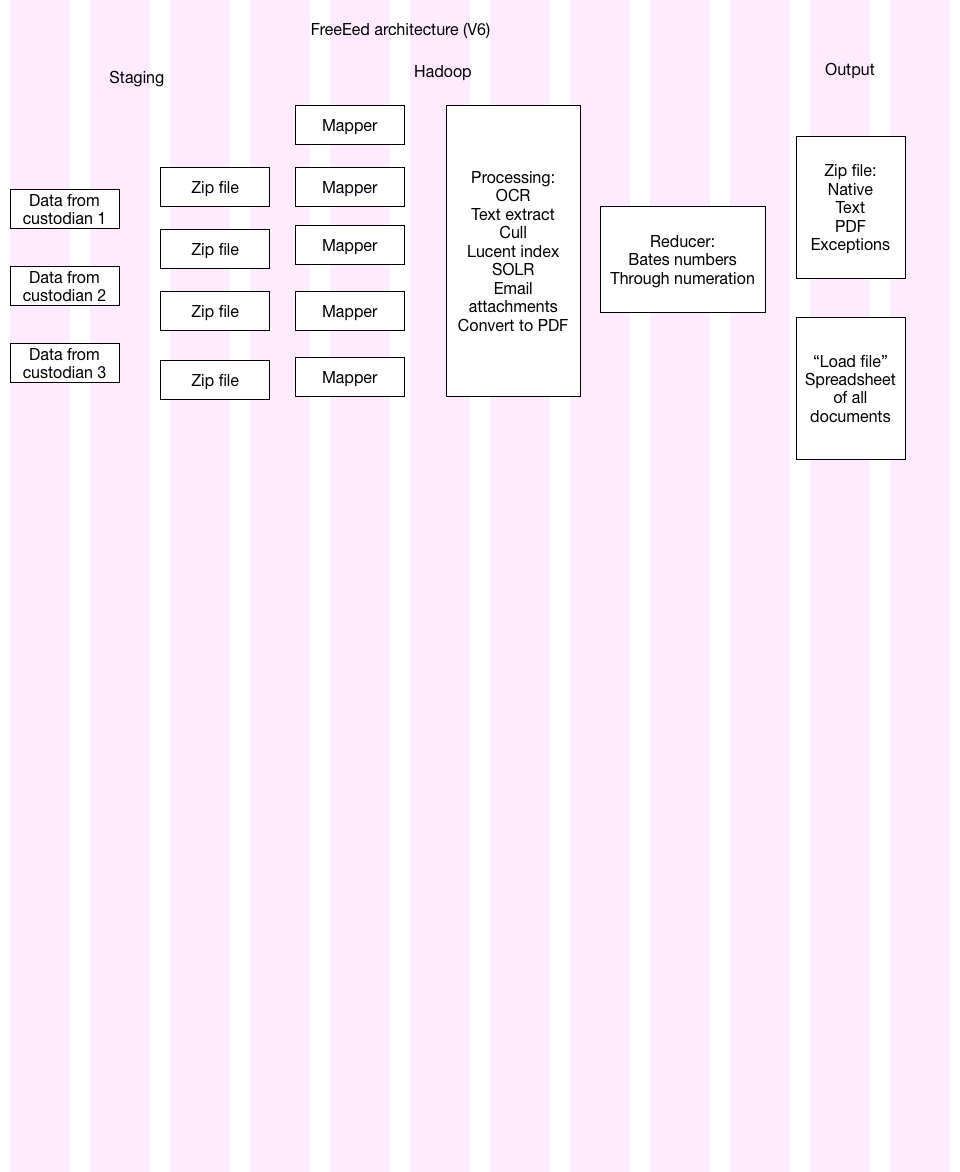 FreeEed architecture (V6)
Staging
Hadoop
Output
Data from
custodian 1
Data from
custodian 2
Data from
custodian 3
Zip file
Zip file
Zip file
Zip file
Mapper
Mapper
Mapper
Mapper
Mapper
Processing:
OCR
Text extract
Cull
Lucent index
SOLR
Email
attachments
Convert to PDF
Reducer:
Bates numbers
Through numeration
Zip file:
Native
Text
PDF
Exceptions
“Load file”
Spreadsheet
of all
documents